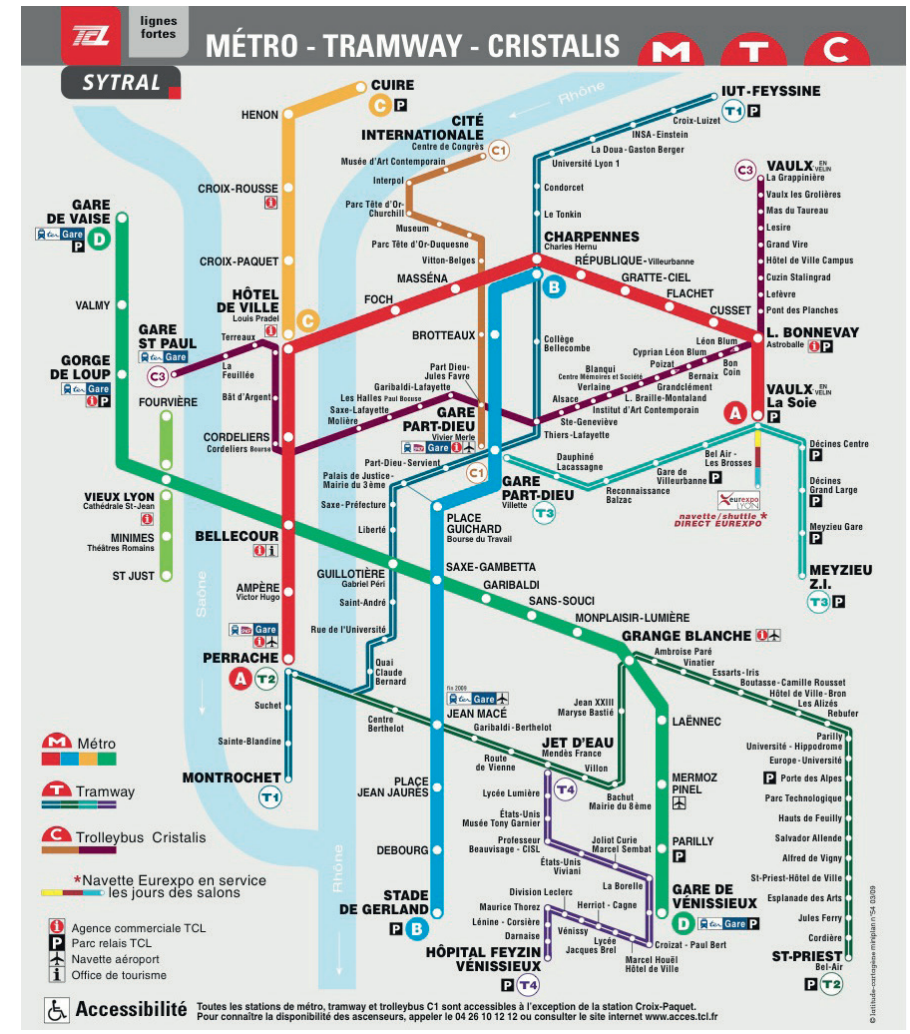 TCL
lignes
fortes
SYTRAL
MÉTRO - TRAMWAY - CRISTALIS
M
T
C
CUIRE
C P
HENON
CROIX-ROUSSE
CROIX-PAQUET
HÔTEL
DE VILLE
Louis Pradel
C
Rhône
CITÉ
INTERNATIONALE
Centre de Congrès
C1
Musée d'Art Contemporain
Interpol
Parc Tête d'Or-
Churchill
Museum
Parc Tête d'Or-Duquesne
Vitton-Belges
IUT-FEYSSINE
T1 P
Croix-Luizet
INSA-Einstein
La Doua-Gaston Berger
Université Lyon 1
Condorcet
Le Tonkin
CHARPENNES
Charles Hernu
B
C3
VAULX EN VELIN
La Grappinière
Vaulx les Grolières
Mas du Taureau
Lesire
Grand Vire
Hôtel de Ville Campus
Cuzin Stalingrad
Lefèvre
Pont des Planches
L. BONNEVAY
Astroballe
P
GARE
DE VAISE
ter Gare
P D
VALMY
GORGE
DE LOUP
ter Gare
P
GARE
ST PAUL
ter Gare
C3
Terreaux
La
Feuillée
Bât d'Argent
CORDELIERS
Cordeliers Bourse
FOCH
MASSÉNA
RÉPUBLIQUE-Villeurbanne
GRATTE-CIEL
FLACHET
CUSSET
VAULX EN VELIN
La Soie
A P
BROTTEAUX
Part Dieu-
Jules Favre
Garibaldi-Lafayette
Les Halles Paul Bocuse
Saxe-Lafayette
Molière
GARE
PART-DIEU
Vivier Merle
Gare
C1
Collège
Bellecombe
Léon Blum
Cyprian Léon Blum
Bon
Coin
Poizat
Bernaix
Blanqui
Centre Mémoires et Société
Grandclément
Verlaine
L. Braille-Montaland
Alsace
Institut d'Art Contemporain
Ste-Geneviève
Thiers-Lafayette
FOURVIÈRE
VIEUX LYON
Cathédrale St-Jean
MINIMES
Théâtres Romains
ST JUST
Part-Dieu-Servient
Palais de Justice-
Mairie du 3ème
Saxe-Préfecture
Liberté
GARE
PART-DIEU
Villette
T3
Dauphiné
Lacassagne
Reconnaissance
Balzac
Gare de
Villeurbanne P
Bel Air -
Les Brosses
eurexpo
LYON
navette/shuttle *
DIRECT EUREXPO
Décines Centre
P
Décines
Grand Large
P
Meyzieu Gare
P
MEYZIEU
Z.I.
T3 P
BELLECOUR
AMPÈRE
Victor Hugo
Gare
PERRACHE
A T2
Saône
PLACE
GUICHARD
Bourse du Travail
SAXE-GAMBETTA
GARIBALDI
SANS-SOUCI
MONPLAISIR-LUMIÈRE
GRANGE BLANCHE
GUILLOTIÈRE
Gabriel Péri
Saint-André
Rue de l'Université
Quai
Claude
Bernard
Suchet
Sainte-Blandine
MONTROCHET
T1
Centre
Berthelot
fin 2009
ter Gare
JEAN MACÉ
Garibaldi-Berthelot
Route
de Vienne
JET D'EAU
Mendès France
T4
Villon
Bachut
Mairie du 8ème
Jean XXIII
Maryse Bastié
Ambroise Paré
Vinatier
Essarts-Iris
Boutasse-Camille Rousset
Hôtel de Ville-Bron
Les Alizés
Rebufer
Parilly
Université - Hippodrome
Europe-Université
P Porte des Alpes
Parc Technologique
Hauts de Feuilly
Salvador Allende
Alfred de Vigny
St-Priest-Hôtel de Ville
Esplanade des Arts
Jules Ferry
Cordière
ST-PRIEST
Bel-Air
P T2
LAËNNEC
MERMOZ
PINEL
PARILLY
P
GARE DE
VÉNISSIEUX
D ter Gare P
PLACE
JEAN JAURÈS
DEBOURG
STADE
DE GERLAND
P B
Rhône
Lycée Lumière
États-Unis
Musée Tony Garnier
Professeur
Beauvisage - CISL
États-Unis
Viviani
Joliot Curie
Marcel Sembat
La Borelle
Croizat - Paul Bert
Marcel Houël
Hôtel de Ville
Lycée
Jacques Brel
Herriot - Cagne
Vénissy
Division Leclerc
Maurice Thorez
Lénine - Corsière
Darnaise
HÔPITAL FEYZIN
VÉNISSIEUX
P T4
M Métro
T Tramway
C Trolleybus Cristalis
*Navette Eurexpo en service
les jours des salons
i Agence commerciale TCL
P Parc relais TCL
Navette aéroport
i Office de tourisme
Accessibilité
Toutes les stations de métro, tramway et trolleybus C1 sont accessibles à l'exception de la station Croix-Paquet.
Pour connaître la disponibilité des ascenseurs, appeler le 04 26 10 12 12 ou consulter le site internet www.acces.tcl.fr
© latitude-cartagène miniplan n°54 03/09